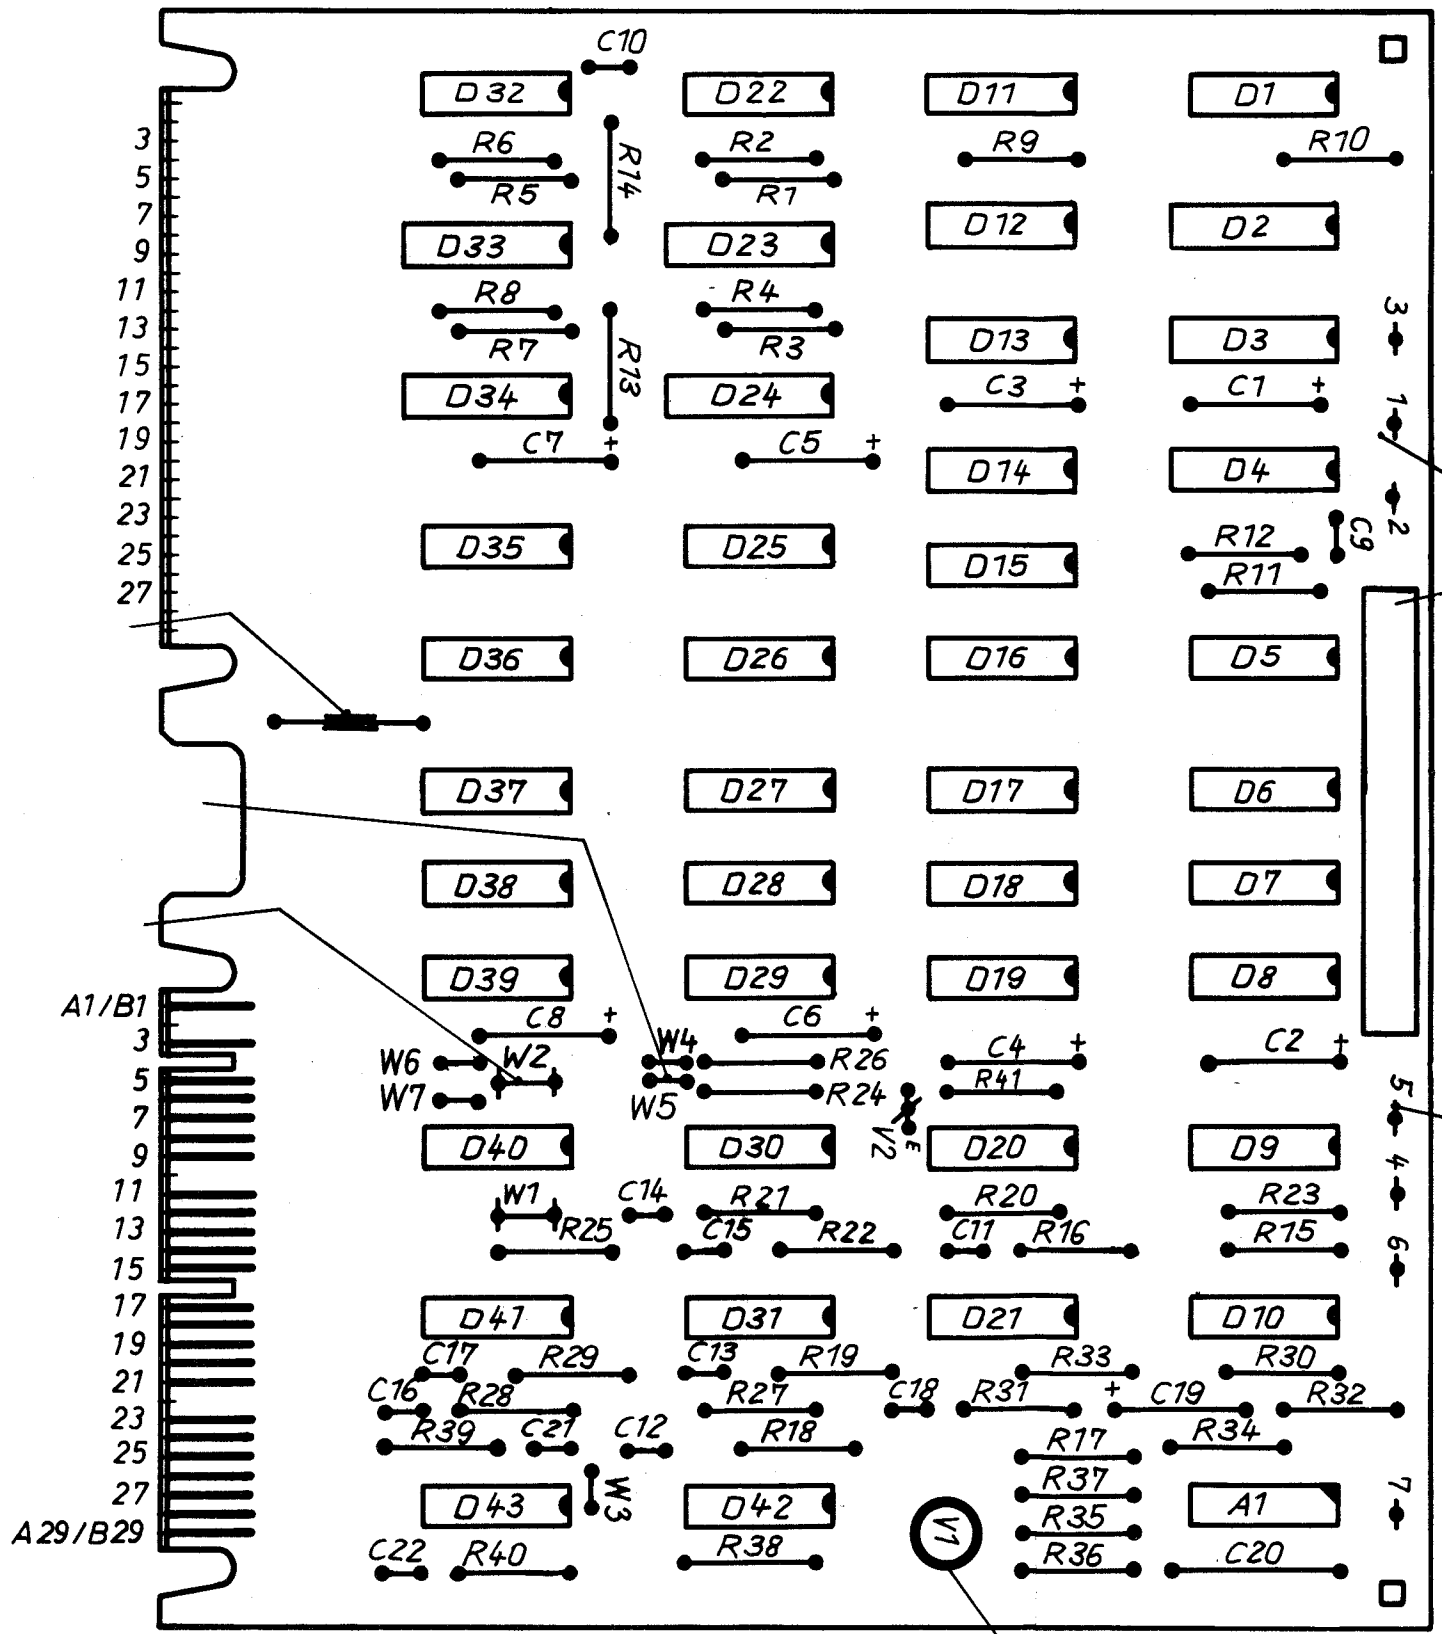 C10
D32 D22 D11 D1
3
R6 R2 R9 R10
R14
5
R5 R1
7
D12 D2
9
D33 D23
11
R8 R4
3
13
D13 D3
R7 R3
R13
15
17
D34 D24
C3 + C1 +
1
19
C7 + C5 +
21
D14 D4
23
2
C9
25
D35 D25
R12
D15
27
R11
D36 D26 D16 D5
D37 D27 D17 D6
D38 D28 D18 D7
D39 D29 D19 D8
A1/B1
3
C8 + C6 +
W6 W2 W4 R26 C4 + C2 +
5
W7 W5 R24 R41
5
7
V2 E
9
D40 D30 D20 D9
4
11
W1 C14 R21 R20 R23
13
R25 C15 R22 C11 R16 R15
6
15
17
D41 D31 D21 D10
19
C17 R29 C13 R19 R33 R30
21
C16 R28 R27 C18 R31 + C19 R32
23
R39 C21 C12 R18 R17 R34
25
W3
R37
27
D43 D42 V1 A1
7
R35
A29/B29
C22 R40 R38 R36 C20